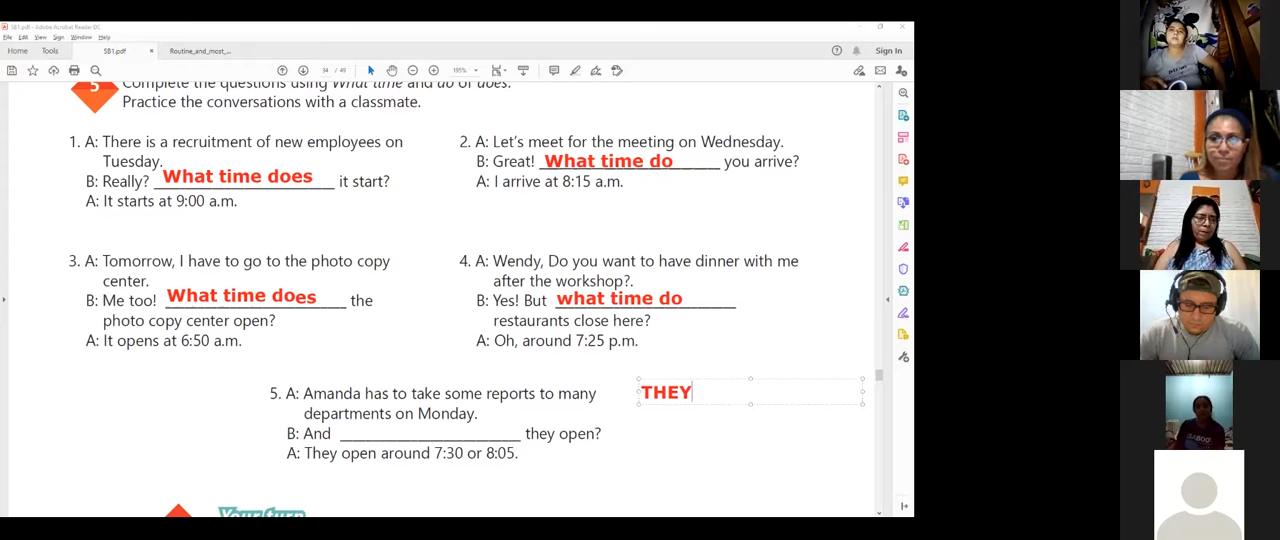 SB1.pdf - Adobe Acrobat Reader DC
File Edit View Sign Window Help
Home Tools SB1.pdf × Routine_and_most_... Sign In
34 / 49 195%
5 Complete the questions using What time and do or does.
Practice the conversations with a classmate.
1. A: There is a recruitment of new employees on
Tuesday.
B: Really? What time does it start?
A: It starts at 9:00 a.m.
2. A: Let's meet for the meeting on Wednesday.
B: Great! What time do you arrive?
A: I arrive at 8:15 a.m.
3. A: Tomorrow, I have to go to the photo copy
center.
B: Me too! What time does the
photo copy center open?
A: It opens at 6:50 a.m.
4. A: Wendy, Do you want to have dinner with me
after the workshop?.
B: Yes! But what time do
restaurants close here?
A: Oh, around 7:25 p.m.
5. A: Amanda has to take some reports to many
departments on Monday.
B: And ____________________ they open?
A: They open around 7:30 or 8:05.
THEY
Your turn